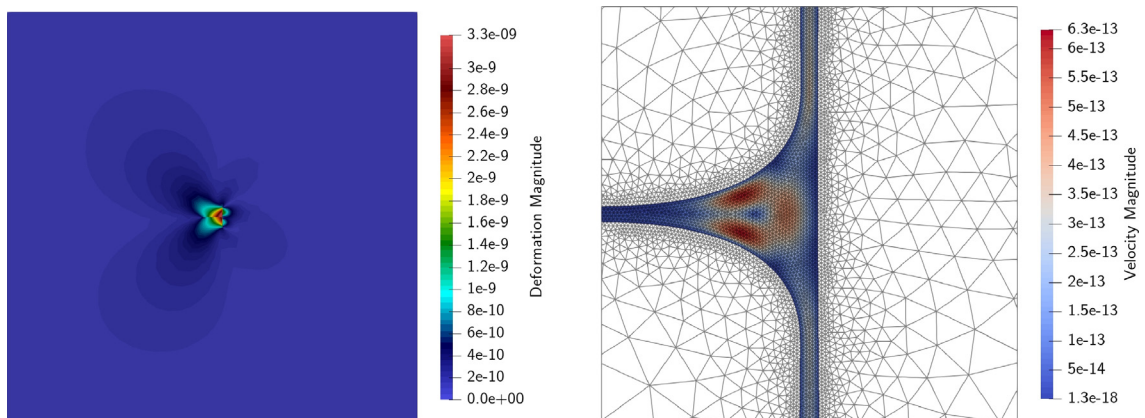 3.3e-09
3e-9
2.8e-9
2.6e-9
2.4e-9
2.2e-9
2e-9
1.8e-9
1.6e-9
1.4e-9
1.2e-9
1e-9
8e-10
6e-10
4e-10
2e-10
0.0e+00
Deformation Magnitude
6.3e-13
6e-13
5.5e-13
5e-13
4.5e-13
4e-13
3.5e-13
3e-13
2.5e-13
2e-13
1.5e-13
1e-13
5e-14
1.3e-18
Velocity Magnitude